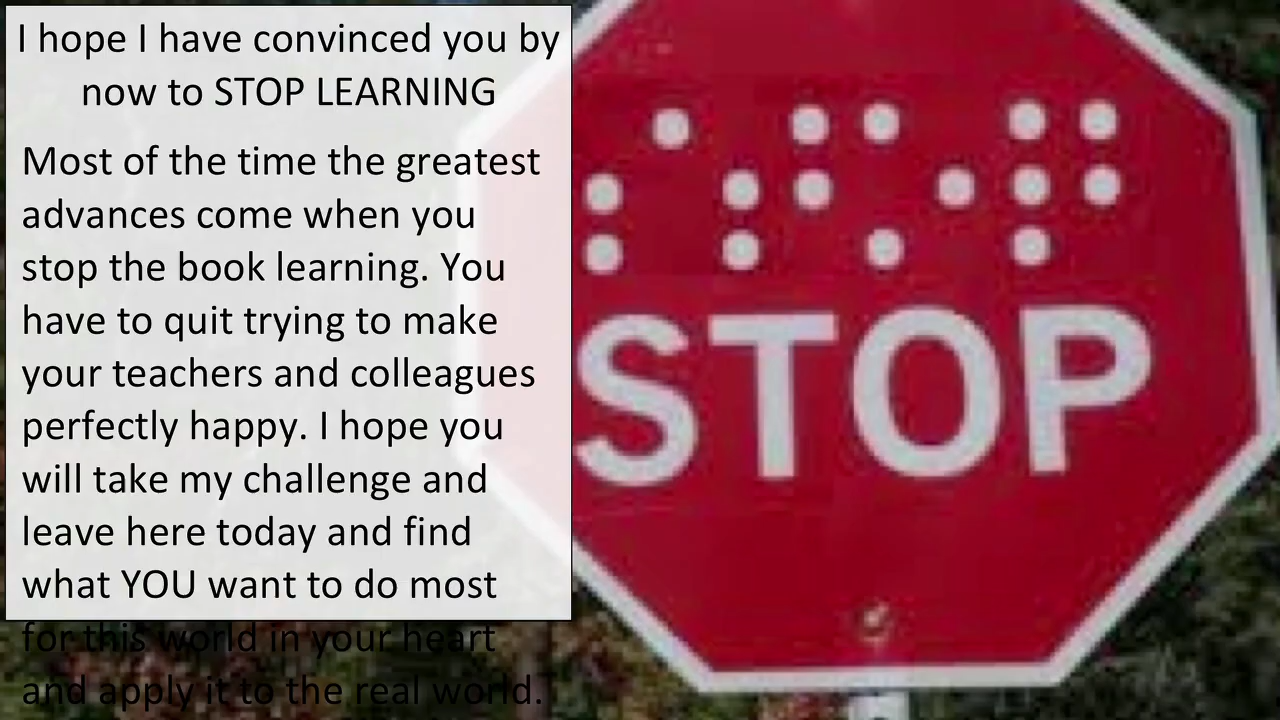 I hope I have convinced you by
now to STOP LEARNING
Most of the time the greatest
advances come when you
stop the book learning. You
have to quit trying to make
your teachers and colleagues
perfectly happy. I hope you
will take my challenge and
leave here today and find
what YOU want to do most
for this world in your heart
and apply it to the real world.
STOP